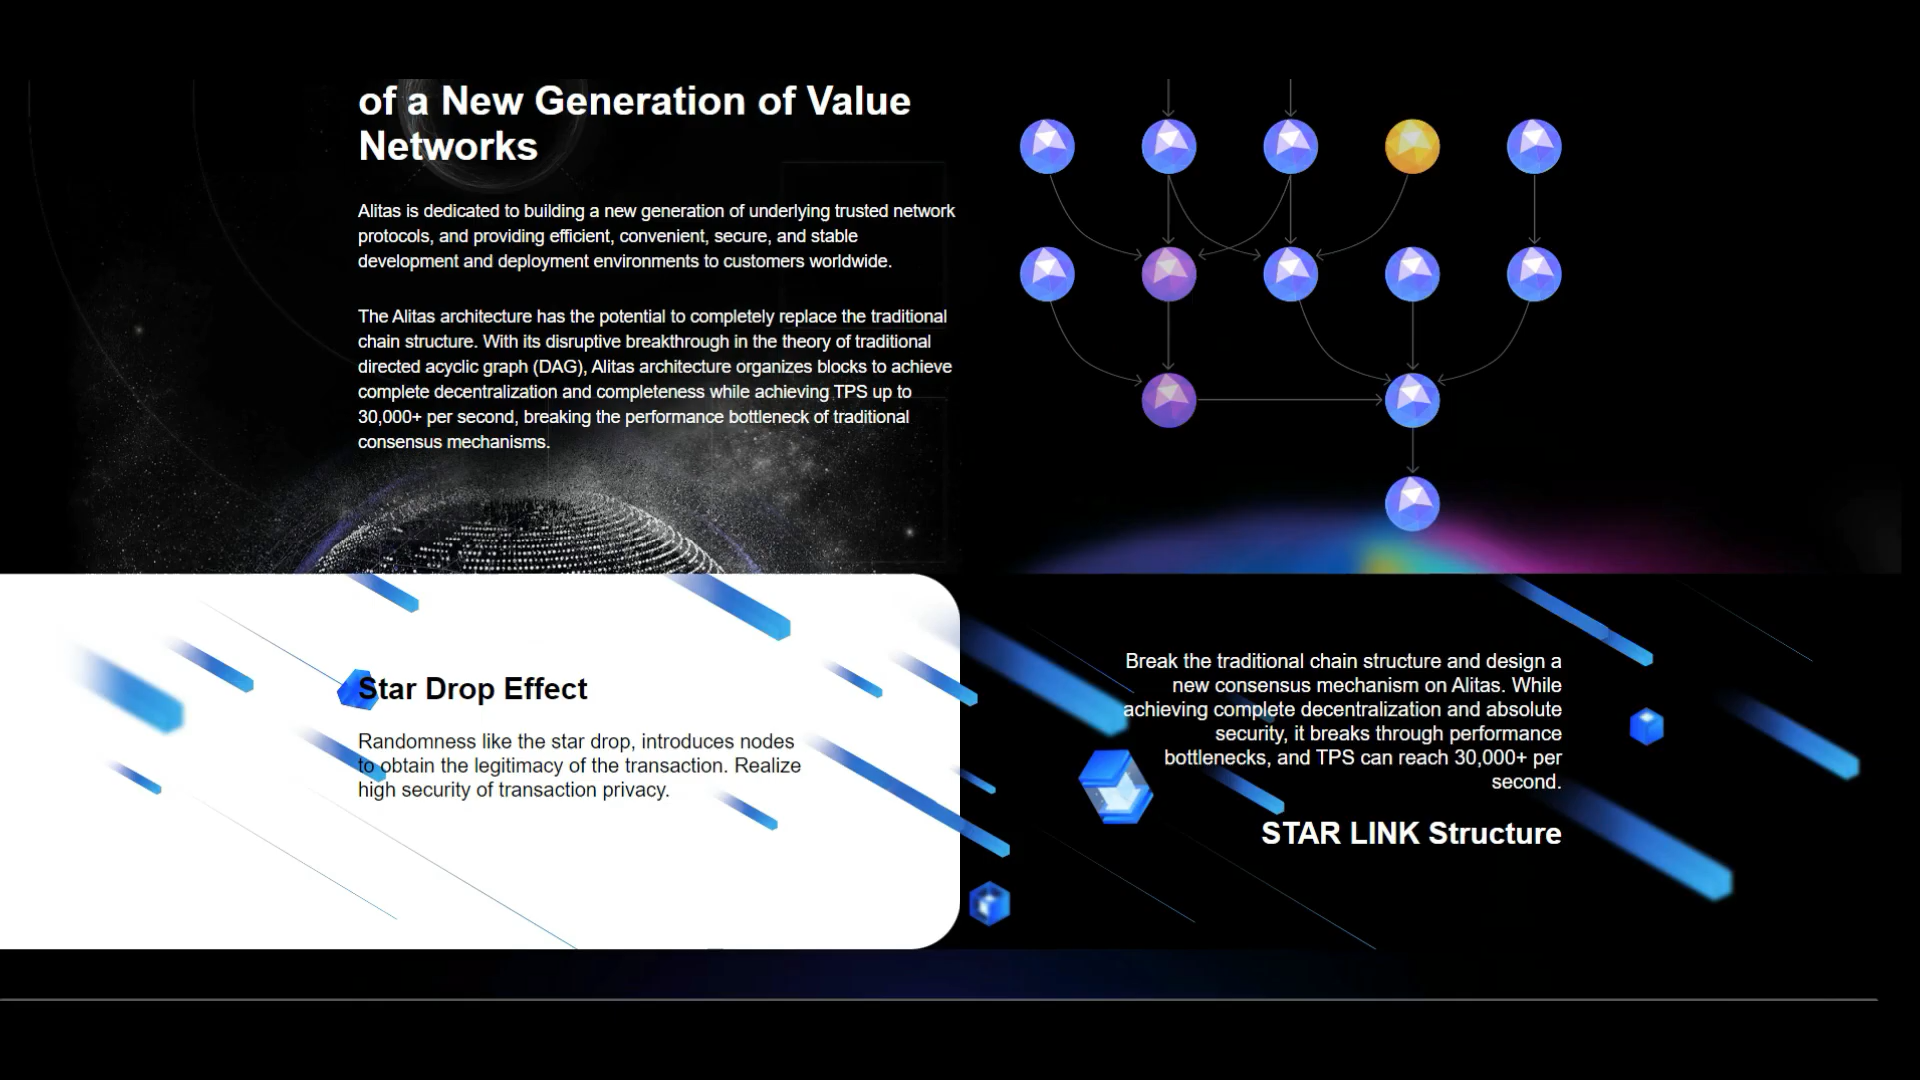 of a New Generation of Value
Networks
Alitas is dedicated to building a new generation of underlying trusted network
protocols, and providing efficient, convenient, secure, and stable
development and deployment environments to customers worldwide.
The Alitas architecture has the potential to completely replace the traditional
chain structure. With its disruptive breakthrough in the theory of traditional
directed acyclic graph (DAG), Alitas architecture organizes blocks to achieve
complete decentralization and completeness while achieving TPS up to
30,000+ per second, breaking the performance bottleneck of traditional
consensus mechanisms.
Star Drop Effect
Randomness like the star drop, introduces nodes
to obtain the legitimacy of the transaction. Realize
high security of transaction privacy.
Break the traditional chain structure and design a
new consensus mechanism on Alitas. While
achieving complete decentralization and absolute
security, it breaks through performance
bottlenecks, and TPS can reach 30,000+ per
second.
STAR LINK Structure